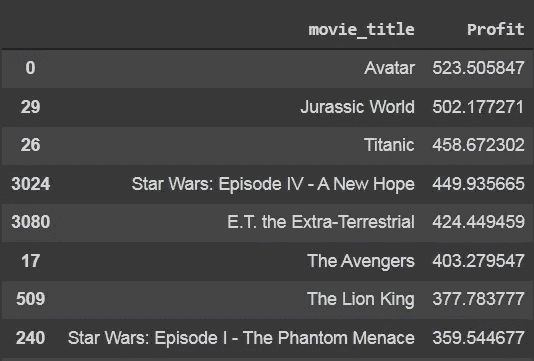 movie_title Profit
0 Avatar 523.505847
29 Jurassic World 502.177271
26 Titanic 458.672302
3024 Star Wars: Episode IV - A New Hope 449.935665
3080 E.T. the Extra-Terrestrial 424.449459
17 The Avengers 403.279547
509 The Lion King 377.783777
240 Star Wars: Episode I - The Phantom Menace 359.544677